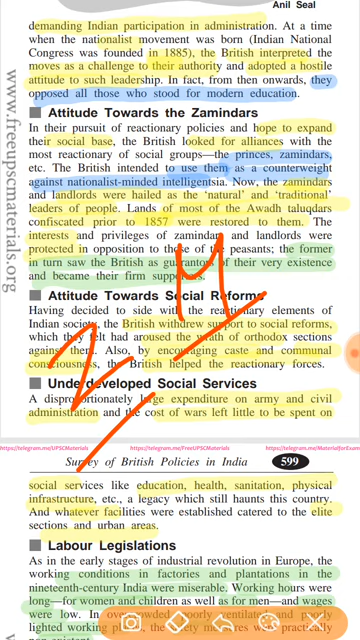 Anil Seal
demanding Indian participation in administration. At a time
when the nationalist movement was born (Indian National
Congress was founded in 1885), the British interpreted the
moves as a challenge to their authority and adopted a hostile
attitude to such leadership. In fact, from then onwards, they
opposed all those who stood for modern education.
Attitude Towards the Zamindars
In their pursuit of reactionary policies and hope to expand
their social base, the British looked for alliances with the
most reactionary of social groups—the princes, zamindars,
etc. The British intended to use them as a counterweight
against nationalist-minded intelligentsia. Now, the zamindars
and landlords were hailed as the 'natural' and 'traditional'
leaders of people. Lands of most of the Awadh taluqdars
confiscated prior to 1857 were restored to them. The
interests and privileges of zamindars and landlords were
protected in opposition to those of the peasants; the former
in turn saw the British as guarantors of their very existence
and became their firm supporters.
Attitude Towards Social Reforms
Having decided to side with the reactionary elements of
Indian society, the British withdrew support to social reforms,
which they felt had aroused the wrath of orthodox sections
against them. Also, by encouraging caste and communal
consciousness, the British helped the reactionary forces.
Underdeveloped Social Services
A disproportionately large expenditure on army and civil
administration and the cost of wars left little to be spent on
https://telegram.me/UPSCMaterials https://telegram.me/FreeUPSCMaterials https://telegram.me/MaterialforExam
Survey of British Policies in India 599
social services like education, health, sanitation, physical
infrastructure, etc., a legacy which still haunts this country.
And whatever facilities were established catered to the elite
sections and urban areas.
Labour Legislations
As in the early stages of industrial revolution in Europe, the
working conditions in factories and plantations in the
nineteenth-century India were miserable. Working hours were
long—for women and children as well as for men—and wages
were low. In overcrowded, poorly ventilated and poorly
lighted working places, the safety measures were practically
www.freeupscmaterials.org